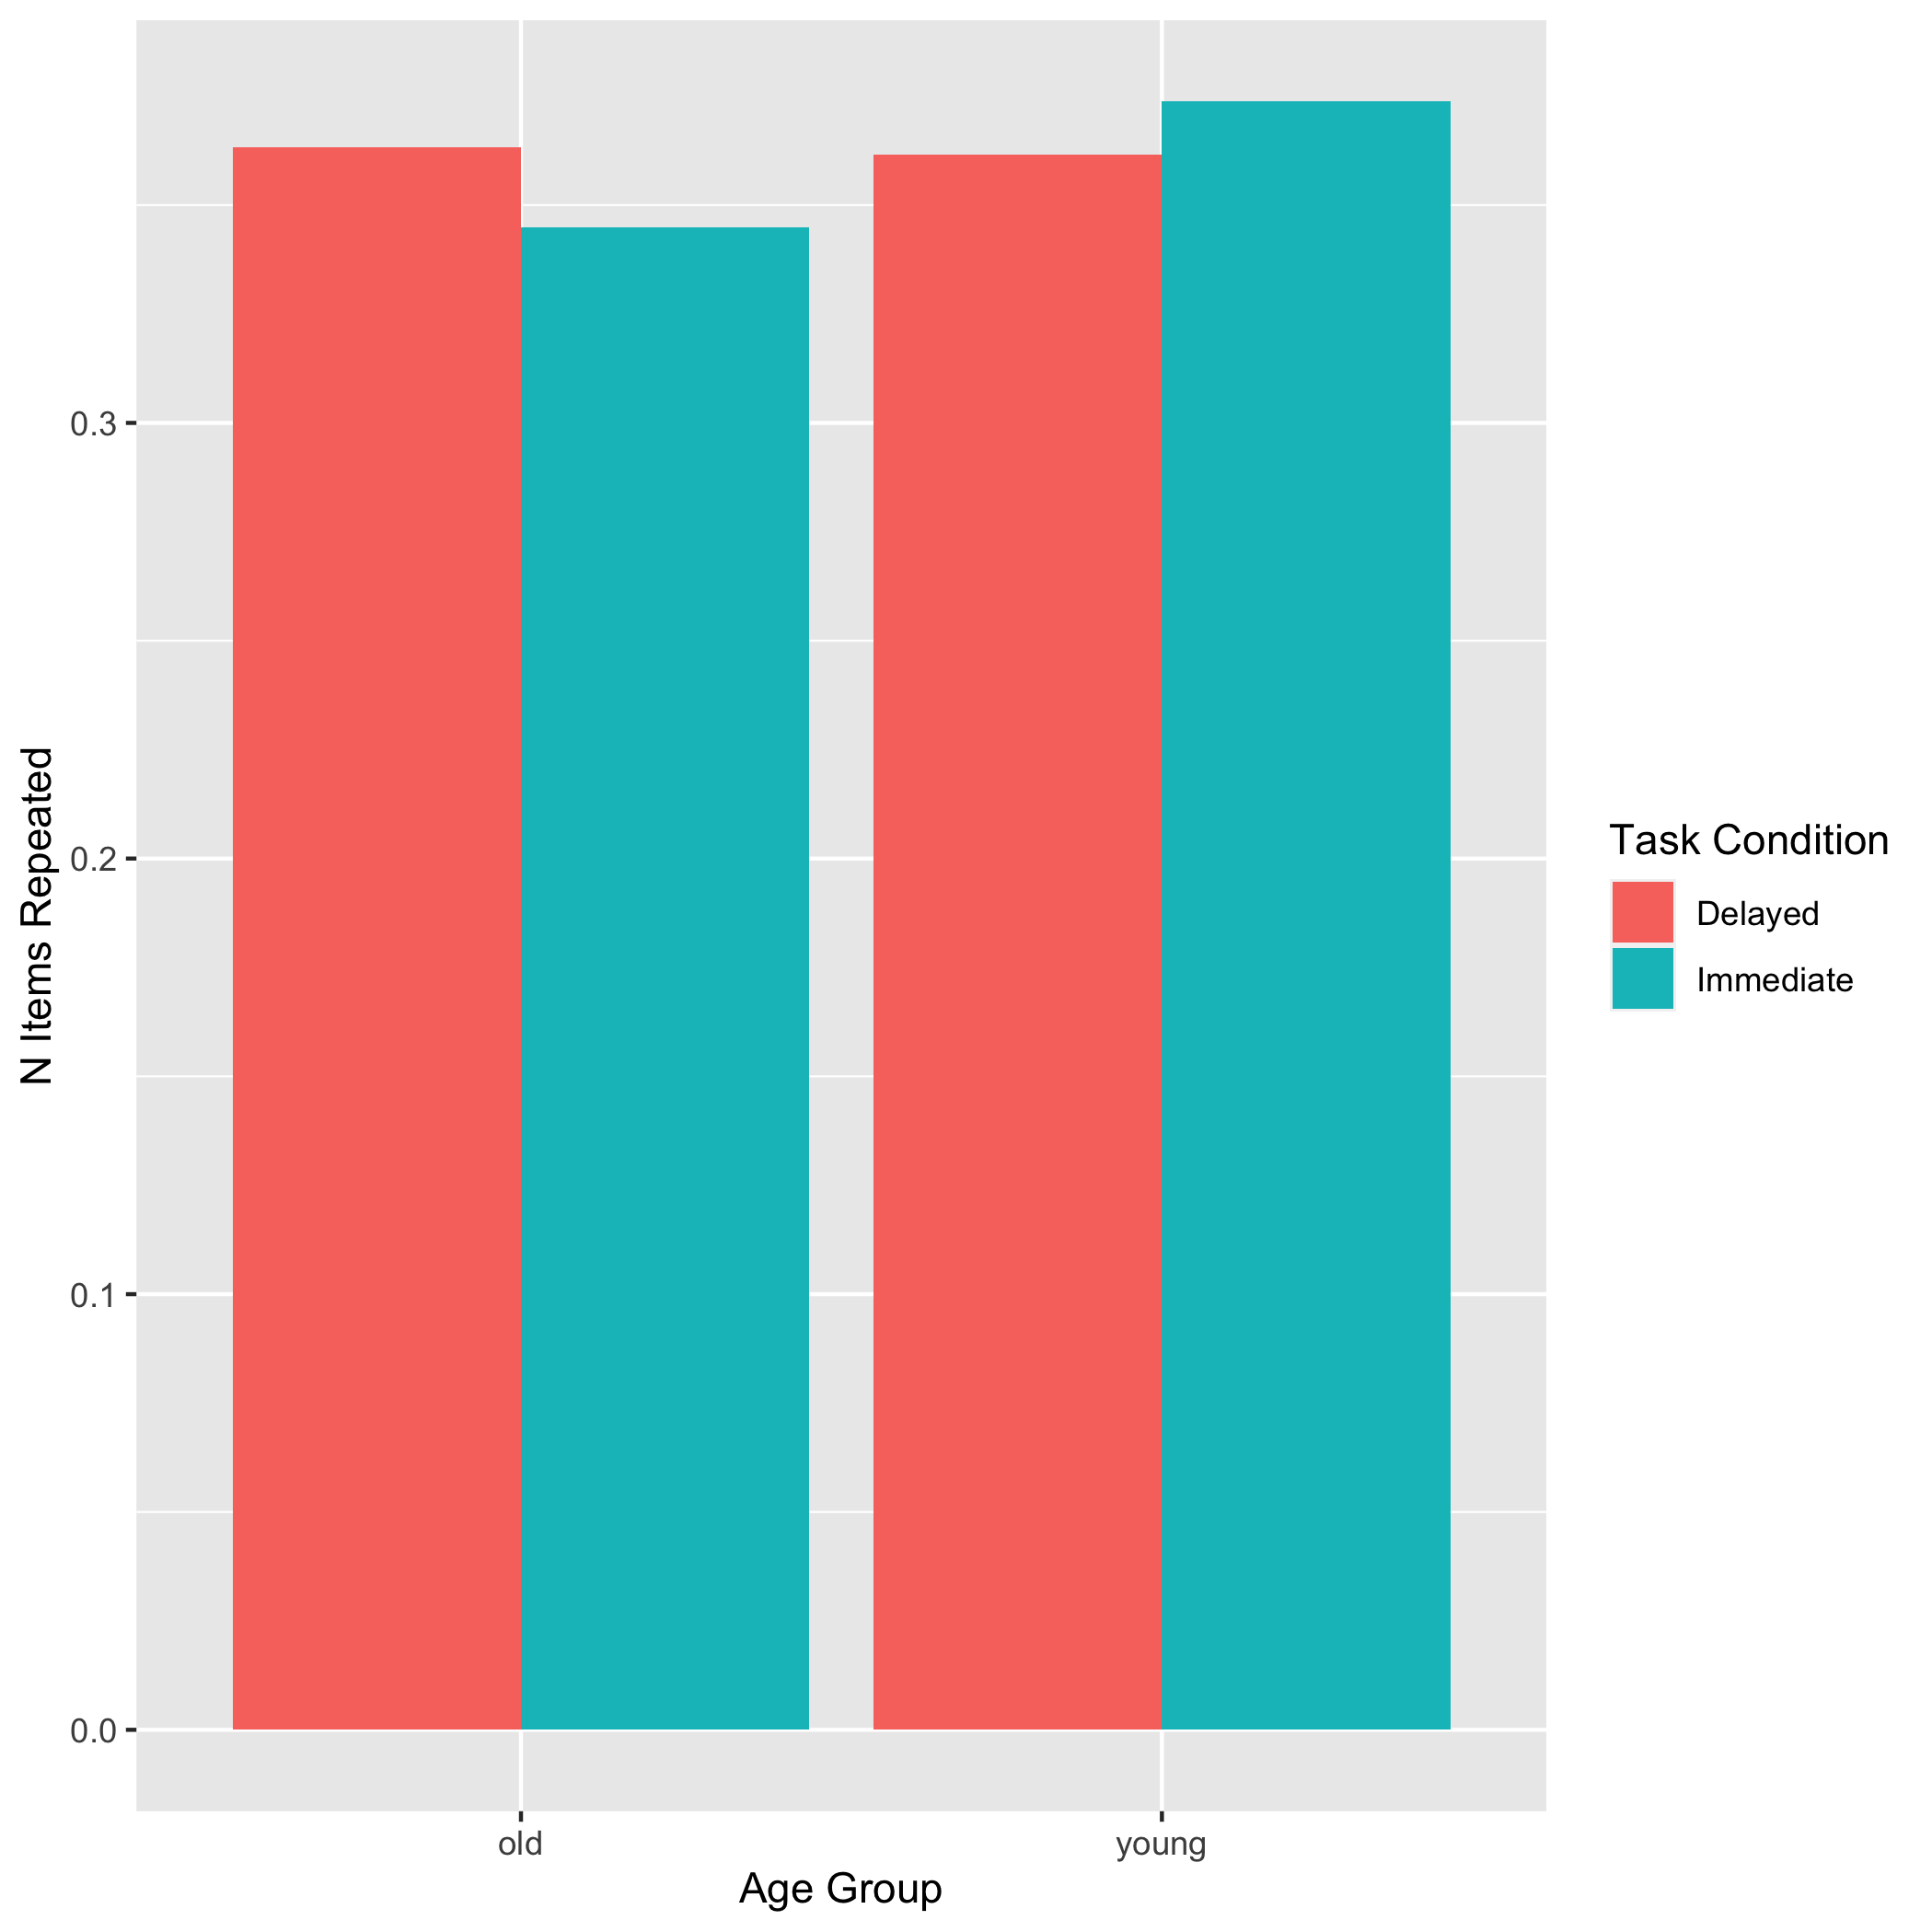 N Items Repeated
0.3
0.2
0.1
0.0
old
young
Age Group
Task Condition
Delayed
Immediate